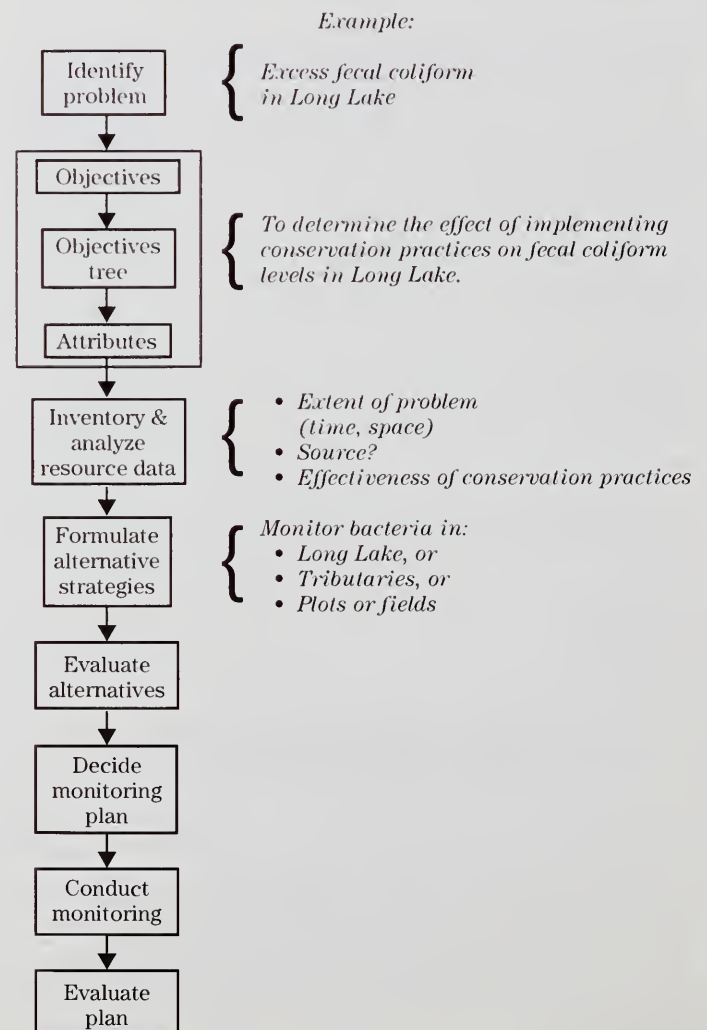 Example:
Identify
problem
Excess fecal coliform
in Long Lake
Objectives
Objectives
tree
Attributes
To determine the effect of implementing
conservation practices on fecal coliform
levels in Long Lake.
Inventory &
analyze
resource data
• Extent of problem
(time, space)
• Source?
• Effectiveness of conservation practices
Formulate
alternative
strategies
Monitor bacteria in:
• Long Lake, or
• Tributaries, or
• Plots or fields
Evaluate
alternatives
Decide
monitoring
plan
Conduct
monitoring
Evaluate
plan